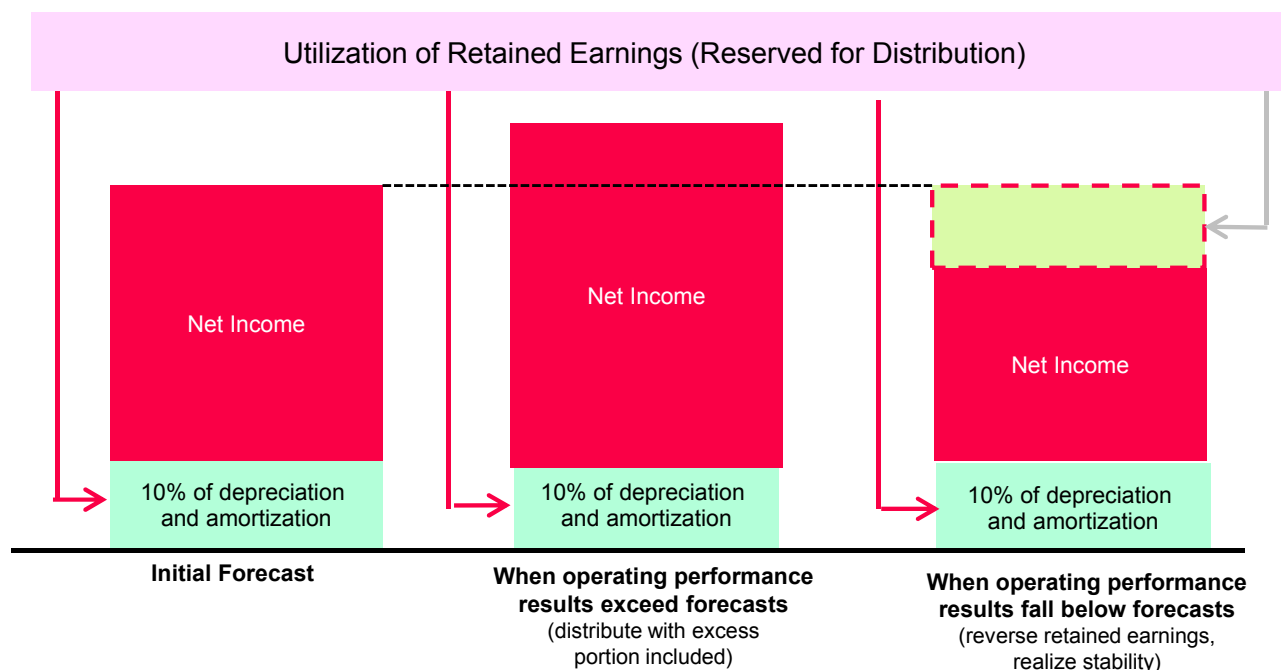 Utilization of Retained Earnings (Reserved for Distribution)
Net Income
10% of depreciation
and amortization
Initial Forecast
Net Income
10% of depreciation
and amortization
When operating performance
results exceed forecasts
(distribute with excess
portion included)
Net Income
10% of depreciation
and amortization
When operating performance
results fall below forecasts
(reverse retained earnings,
realize stability)